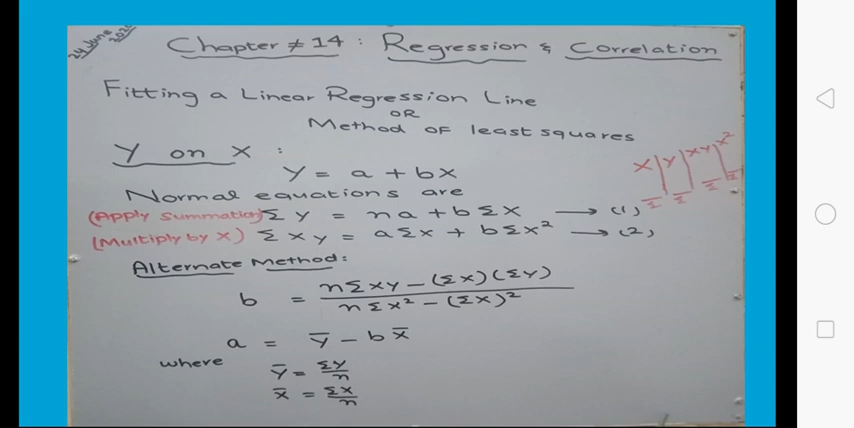 24 June 2020
Chapter # 14 : Regression & Correlation
Fitting a Linear Regression Line
OR
Method of least squares
Y on X :
Y = a + bX
Normal equations are
(Apply Summation) ΣY = na + bΣX → (1)
(Multiply by X) ΣXY = aΣX + bΣX² → (2)
X | Y | XY | X²
Σ Σ Σ Σ
Alternate Method:
b = nΣXY − (ΣX)(ΣY) / nΣX² − (ΣX)²
a = Ȳ − bX̄
where
Ȳ = ΣY/n
X̄ = ΣX/n